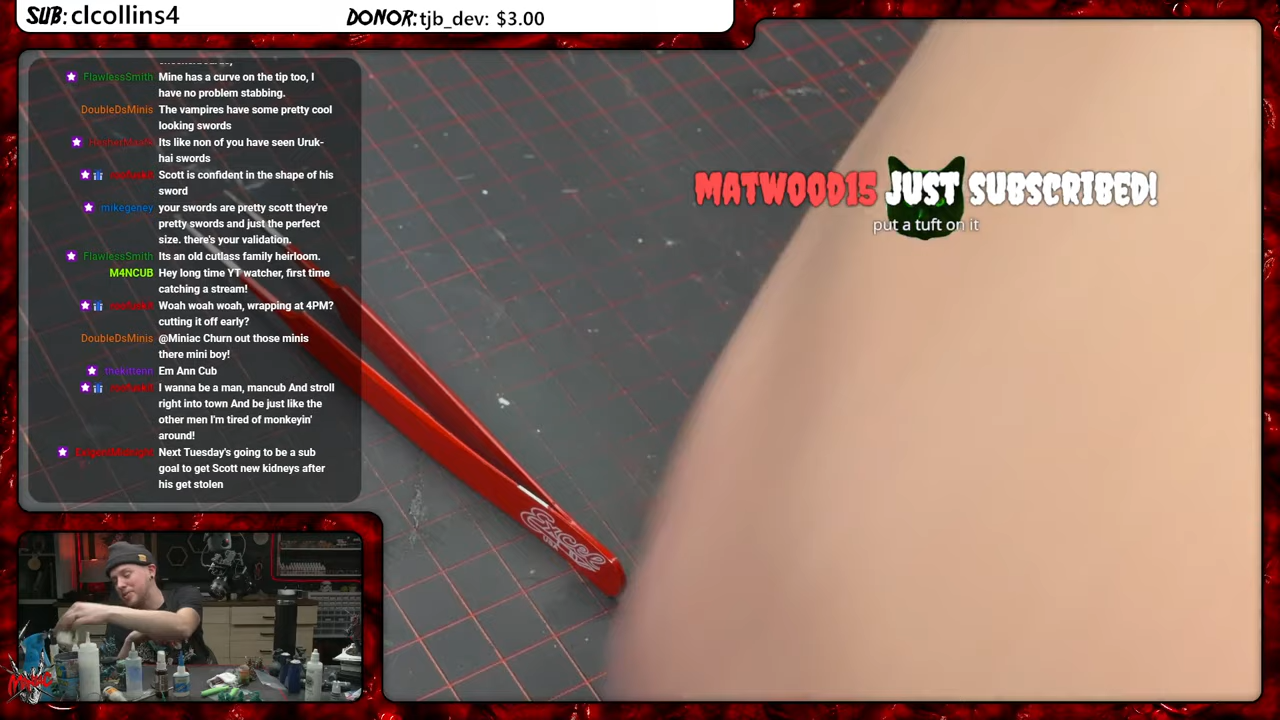 SUB: clcollins4
DONOR: tjb_dev: $3.00
FlawlessSmith Mine has a curve on the tip too, I
have no problem stabbing.
DoubleDsMinis The vampires have some pretty cool
looking swords
Its like non of you have seen Uruk-
hai swords
Scott is confident in the shape of his
sword
mikegeney your swords are pretty scott they're
pretty swords and just the perfect
size. there's your validation.
FlawlessSmith Its an old cutlass family heirloom.
M4NCUB Hey long time YT watcher, first time
catching a stream!
Woah woah woah, wrapping at 4PM?
cutting it off early?
DoubleDsMinis @Miniac Churn out those minis
there mini boy!
thekittenn Em Ann Cub
I wanna be a man, mancub And stroll
right into town And be just like the
other men I'm tired of monkeyin'
around!
Next Tuesday's going to be a sub
goal to get Scott new kidneys after
his get stolen
MATWOOD15 JUST SUBSCRIBED!
put a tuft on it
Excel
USA
MINIAC